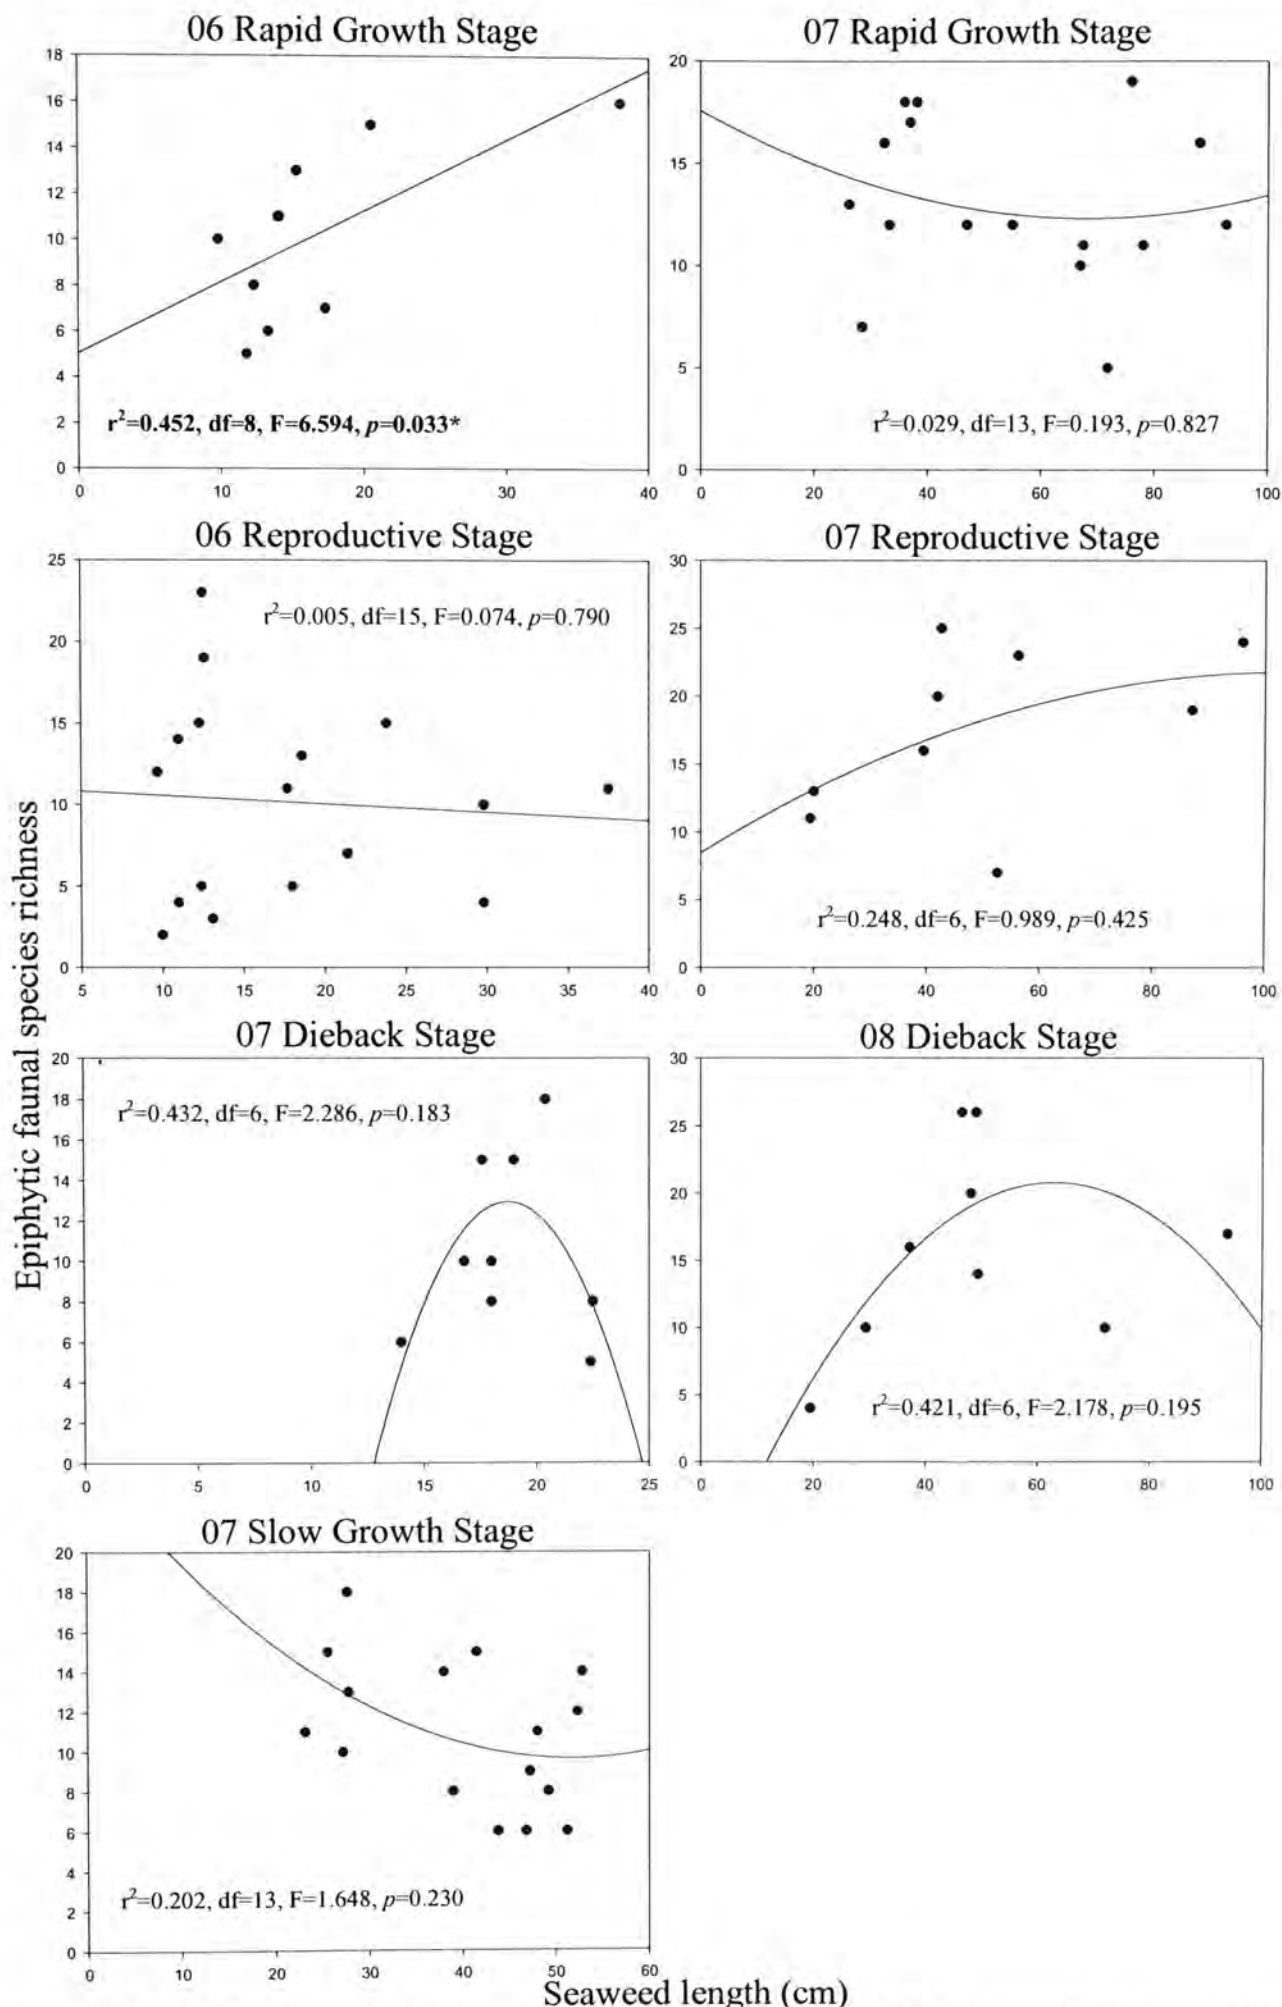 06 Rapid Growth Stage
18
16
14
12
10
8
6
4
2
0
r²=0.452, df=8, F=6.594, p=0.033*
0 10 20 30 40
07 Rapid Growth Stage
20
15
10
5
0
r²=0.029, df=13, F=0.193, p=0.827
0 20 40 60 80 100
06 Reproductive Stage
25
20
15
10
5
0
r²=0.005, df=15, F=0.074, p=0.790
5 10 15 20 25 30 35 40
07 Reproductive Stage
30
25
20
15
10
5
0
r²=0.248, df=6, F=0.989, p=0.425
0 20 40 60 80 100
Epiphytic faunal species richness
07 Dieback Stage
20
18
16
14
12
10
8
6
4
2
0
r²=0.432, df=6, F=2.286, p=0.183
0 5 10 15 20 25
08 Dieback Stage
30
25
20
15
10
5
0
r²=0.421, df=6, F=2.178, p=0.195
0 20 40 60 80 100
07 Slow Growth Stage
20
18
16
14
12
10
8
6
4
2
0
r²=0.202, df=13, F=1.648, p=0.230
0 10 20 30 40 50 60
Seaweed length (cm)